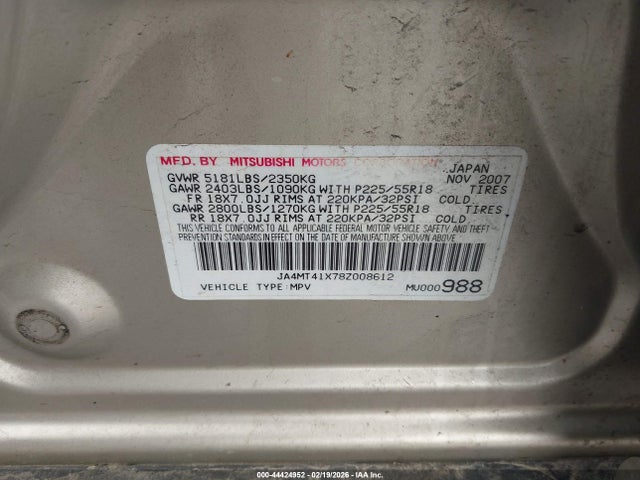 MFD. BY MITSUBISHI MOTORS CORPORATION JAPAN
GVWR 5181LBS/2350KG NOV 2007
GAWR 2403LBS/1090KG WITH P225/55R18 TIRES
FR 18X7.0JJ RIMS AT 220KPA/32PSI COLD
GAWR 2800LBS/1270KG WITH P225/55R18 TIRES
RR 18X7.0JJ RIMS AT 220KPA/32PSI COLD
THIS VEHICLE CONFORMS TO ALL APPLICABLE FEDERAL MOTOR VEHICLE SAFETY AND THEFT
PREVENTION STANDARDS IN EFFECT ON THE DATE OF MANUFACTURE SHOWN ABOVE.
JA4MT41X78Z008612
VEHICLE TYPE:MPV MU000988
000-44424952 - 02/19/2026 - IAA Inc.